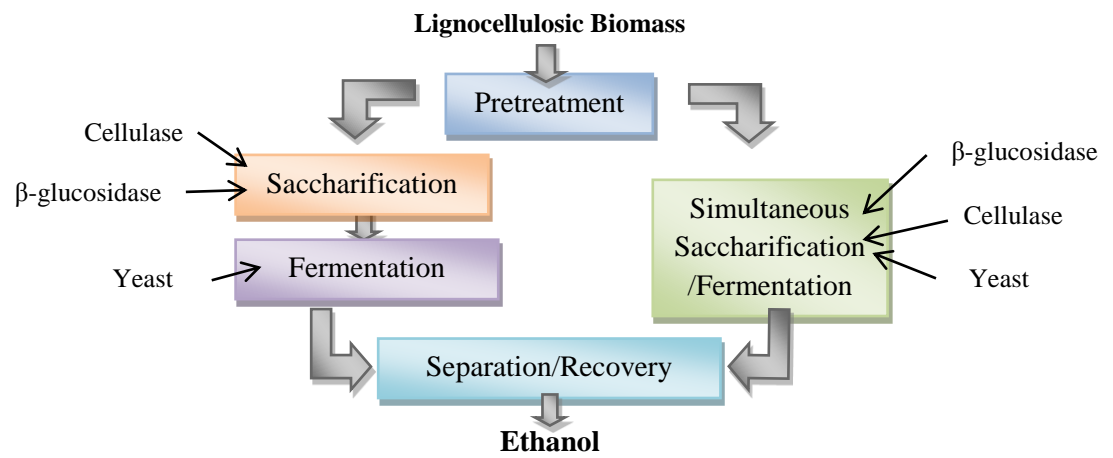 Lignocellulosic Biomass
Pretreatment
Cellulase
β-glucosidase
Saccharification
Yeast
Fermentation
β-glucosidase
Cellulase
Yeast
Simultaneous
Saccharification
/Fermentation
Separation/Recovery
Ethanol